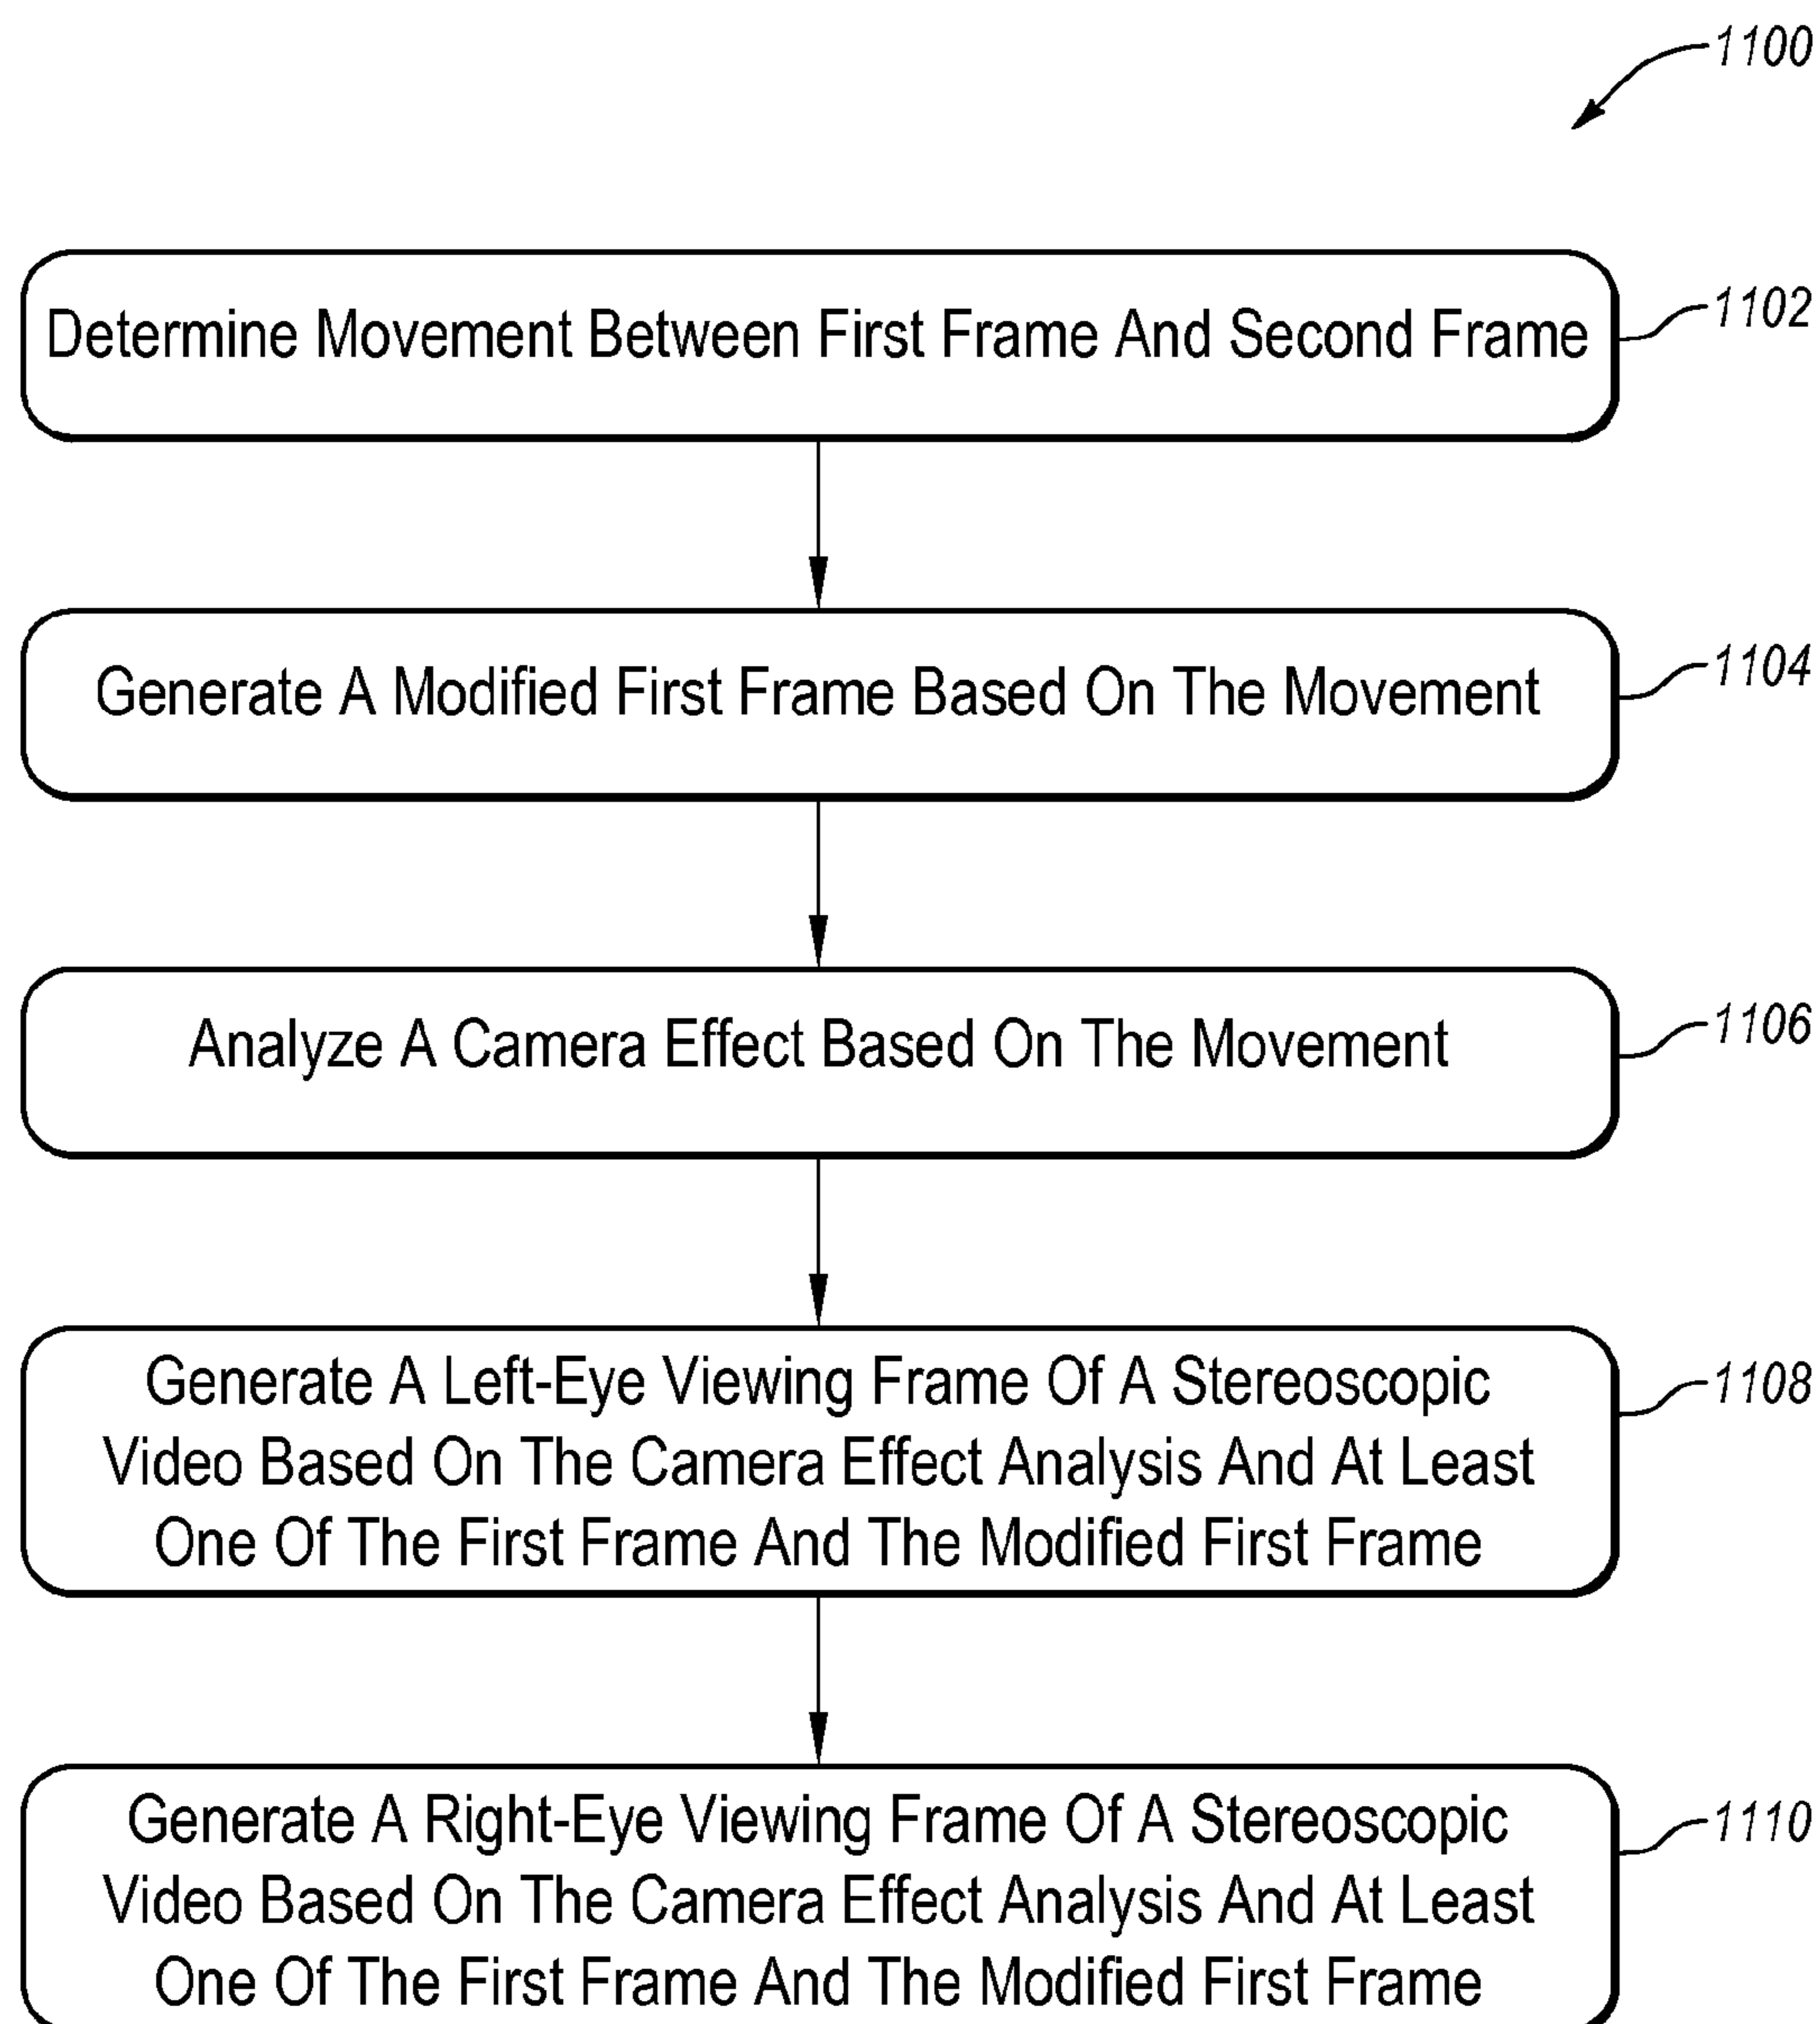 1100
Determine Movement Between First Frame And Second Frame
1102
Generate A Modified First Frame Based On The Movement
1104
Analyze A Camera Effect Based On The Movement
1106
Generate A Left-Eye Viewing Frame Of A Stereoscopic
Video Based On The Camera Effect Analysis And At Least
One Of The First Frame And The Modified First Frame
1108
Generate A Right-Eye Viewing Frame Of A Stereoscopic
Video Based On The Camera Effect Analysis And At Least
One Of The First Frame And The Modified First Frame
1110